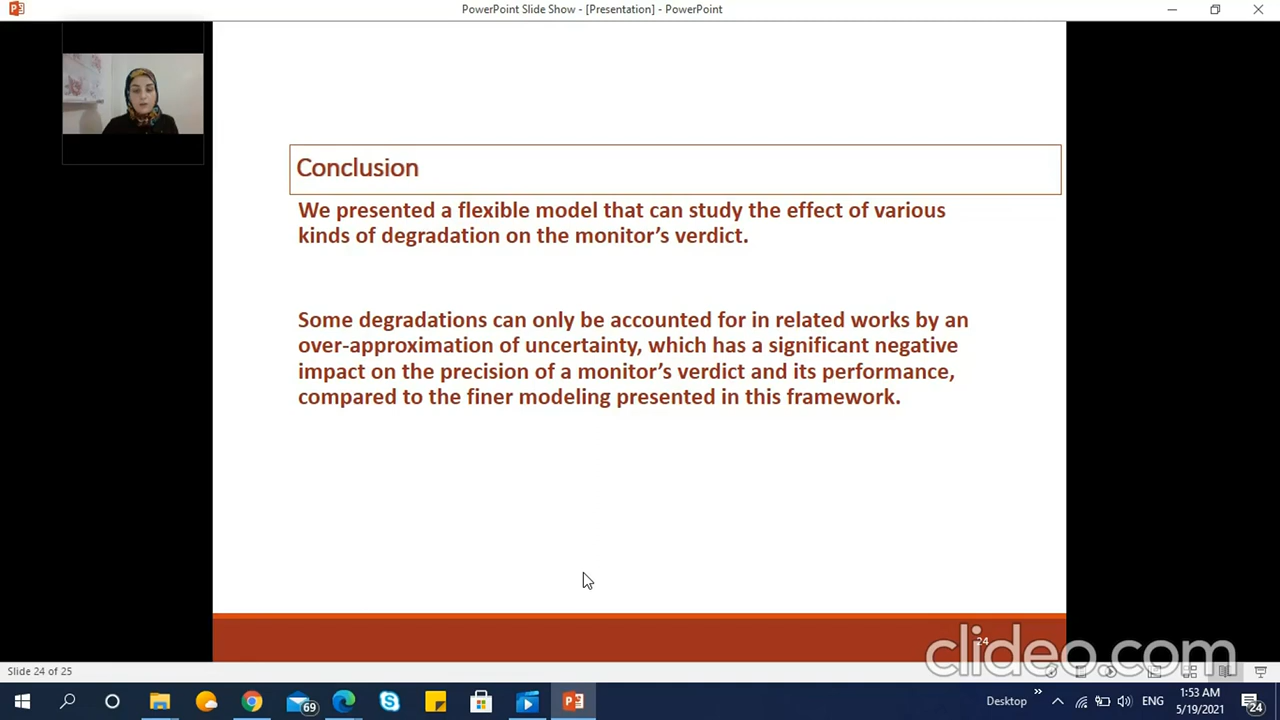 PowerPoint Slide Show - [Presentation] - PowerPoint
Conclusion
We presented a flexible model that can study the effect of various
kinds of degradation on the monitor's verdict.
Some degradations can only be accounted for in related works by an
over-approximation of uncertainty, which has a significant negative
impact on the precision of a monitor's verdict and its performance,
compared to the finer modeling presented in this framework.
24
clideo.com
Slide 24 of 25
69
Desktop
ENG
1:53 AM
5/19/2021
24